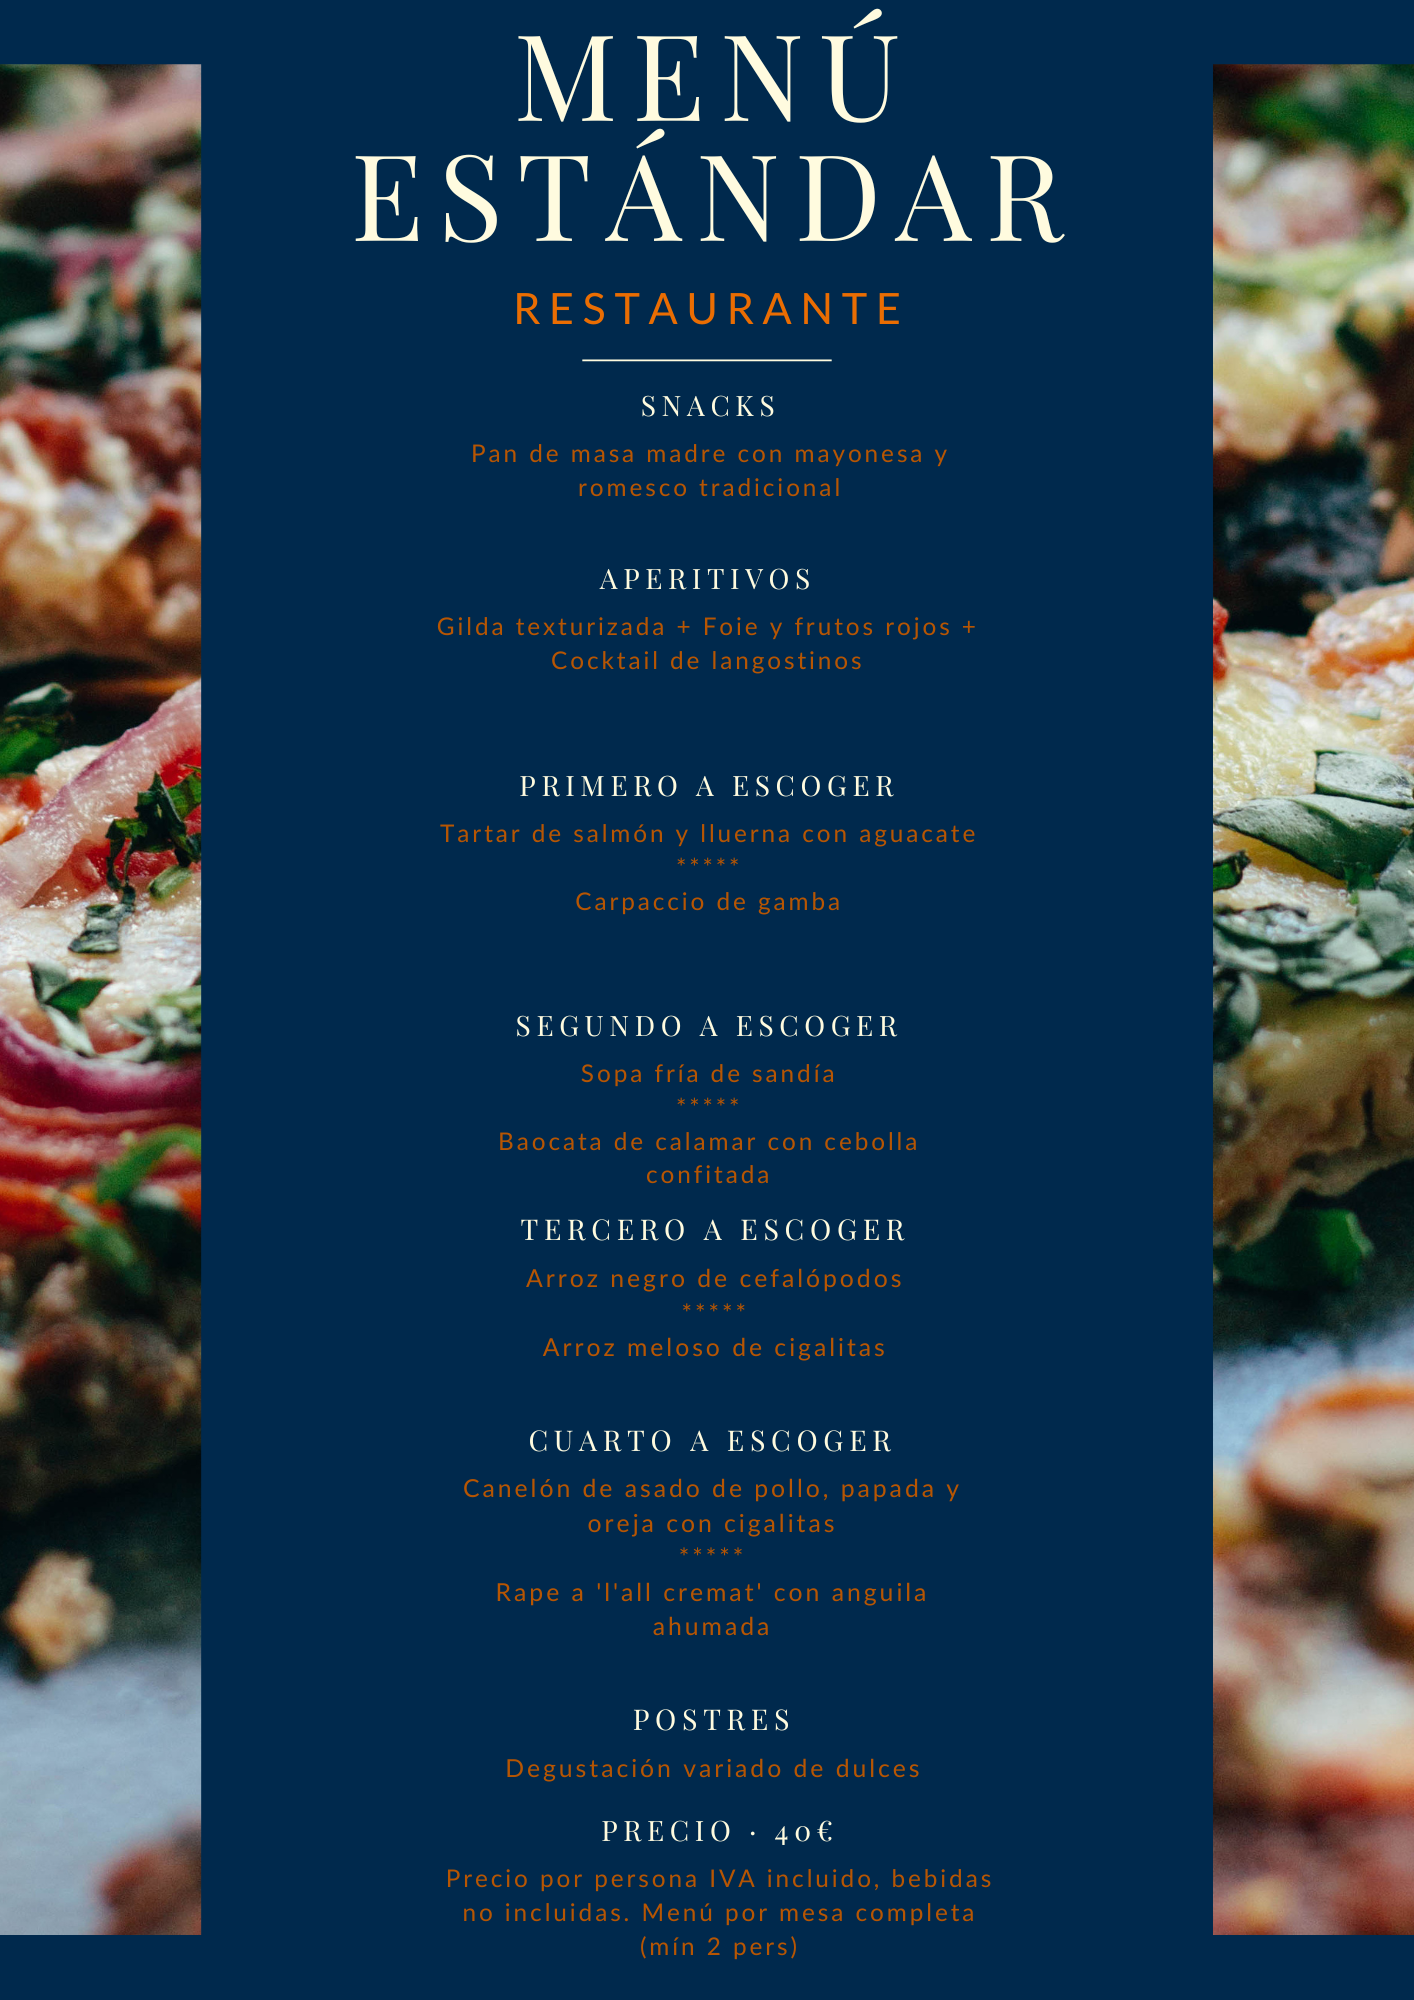 MENÚ
ESTÁNDAR
RESTAURANTE
SNACKS
Pan de masa madre con mayonesa y
romesco tradicional
APERITIVOS
Gilda texturizada + Foie y frutos rojos +
Cocktail de langostinos
PRIMERO A ESCOGER
Tartar de salmón y lluerna con aguacate
*****
Carpaccio de gamba
SEGUNDO A ESCOGER
Sopa fría de sandía
*****
Baocata de calamar con cebolla
confitada
TERCERO A ESCOGER
Arroz negro de cefalópodos
*****
Arroz meloso de cigalitas
CUARTO A ESCOGER
Canelón de asado de pollo, papada y
oreja con cigalitas
*****
Rape a 'l'all cremat' con anguila
ahumada
POSTRES
Degustación variado de dulces
PRECIO · 40€
Precio por persona IVA incluido, bebidas
no incluidas. Menú por mesa completa
(mín 2 pers)